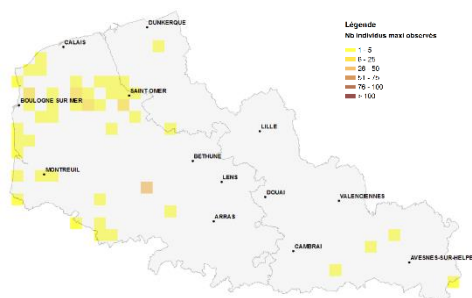 DUNKERQUE
Légende
Nb individus maxi observés
CALAIS
1 - 5
6 - 25
26 - 50
51 - 75
76 - 100
> 100
SAINT OMER
BOULOGNE SUR MER
LILLE
BETHUNE
MONTREUIL
LENS
DOUAI
VALENCIENNES
ARRAS
CAMBRAI
AVESNES-SUR-HELPE